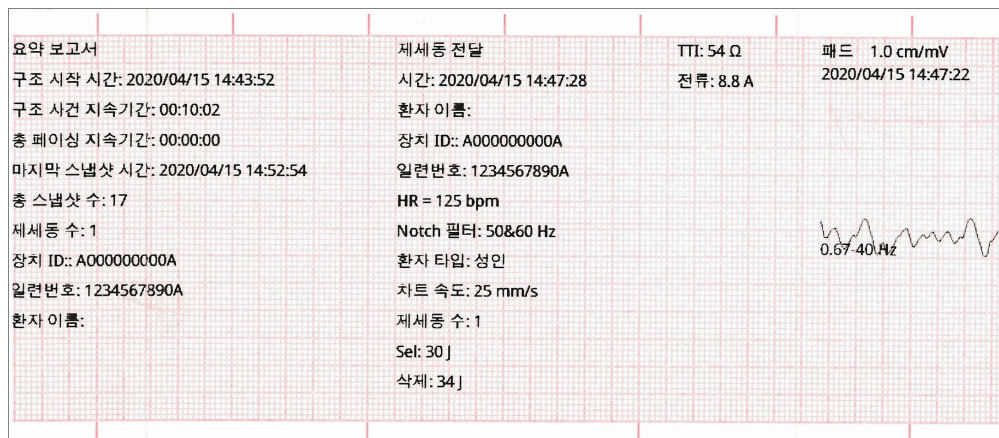 요약 보고서
구조 시작 시간: 2020/04/15 14:43:52
구조 사건 지속기간: 00:10:02
총 페이싱 지속기간: 00:00:00
마지막 스냅샷 시간: 2020/04/15 14:52:54
총 스냅샷 수: 17
제세동 수: 1
장치 ID:: A000000000A
일련번호: 1234567890A
환자 이름:
제세동 전달
시간: 2020/04/15 14:47:28
환자 이름:
장치 ID:: A000000000A
일련번호: 1234567890A
HR = 125 bpm
Notch 필터: 50&60 Hz
환자 타입: 성인
차트 속도: 25 mm/s
제세동 수: 1
Sel: 30 J
삭제: 34 J
TTI: 54 Ω
전류: 8.8 A
패드 1.0 cm/mV
2020/04/15 14:47:22
0.67-40 Hz